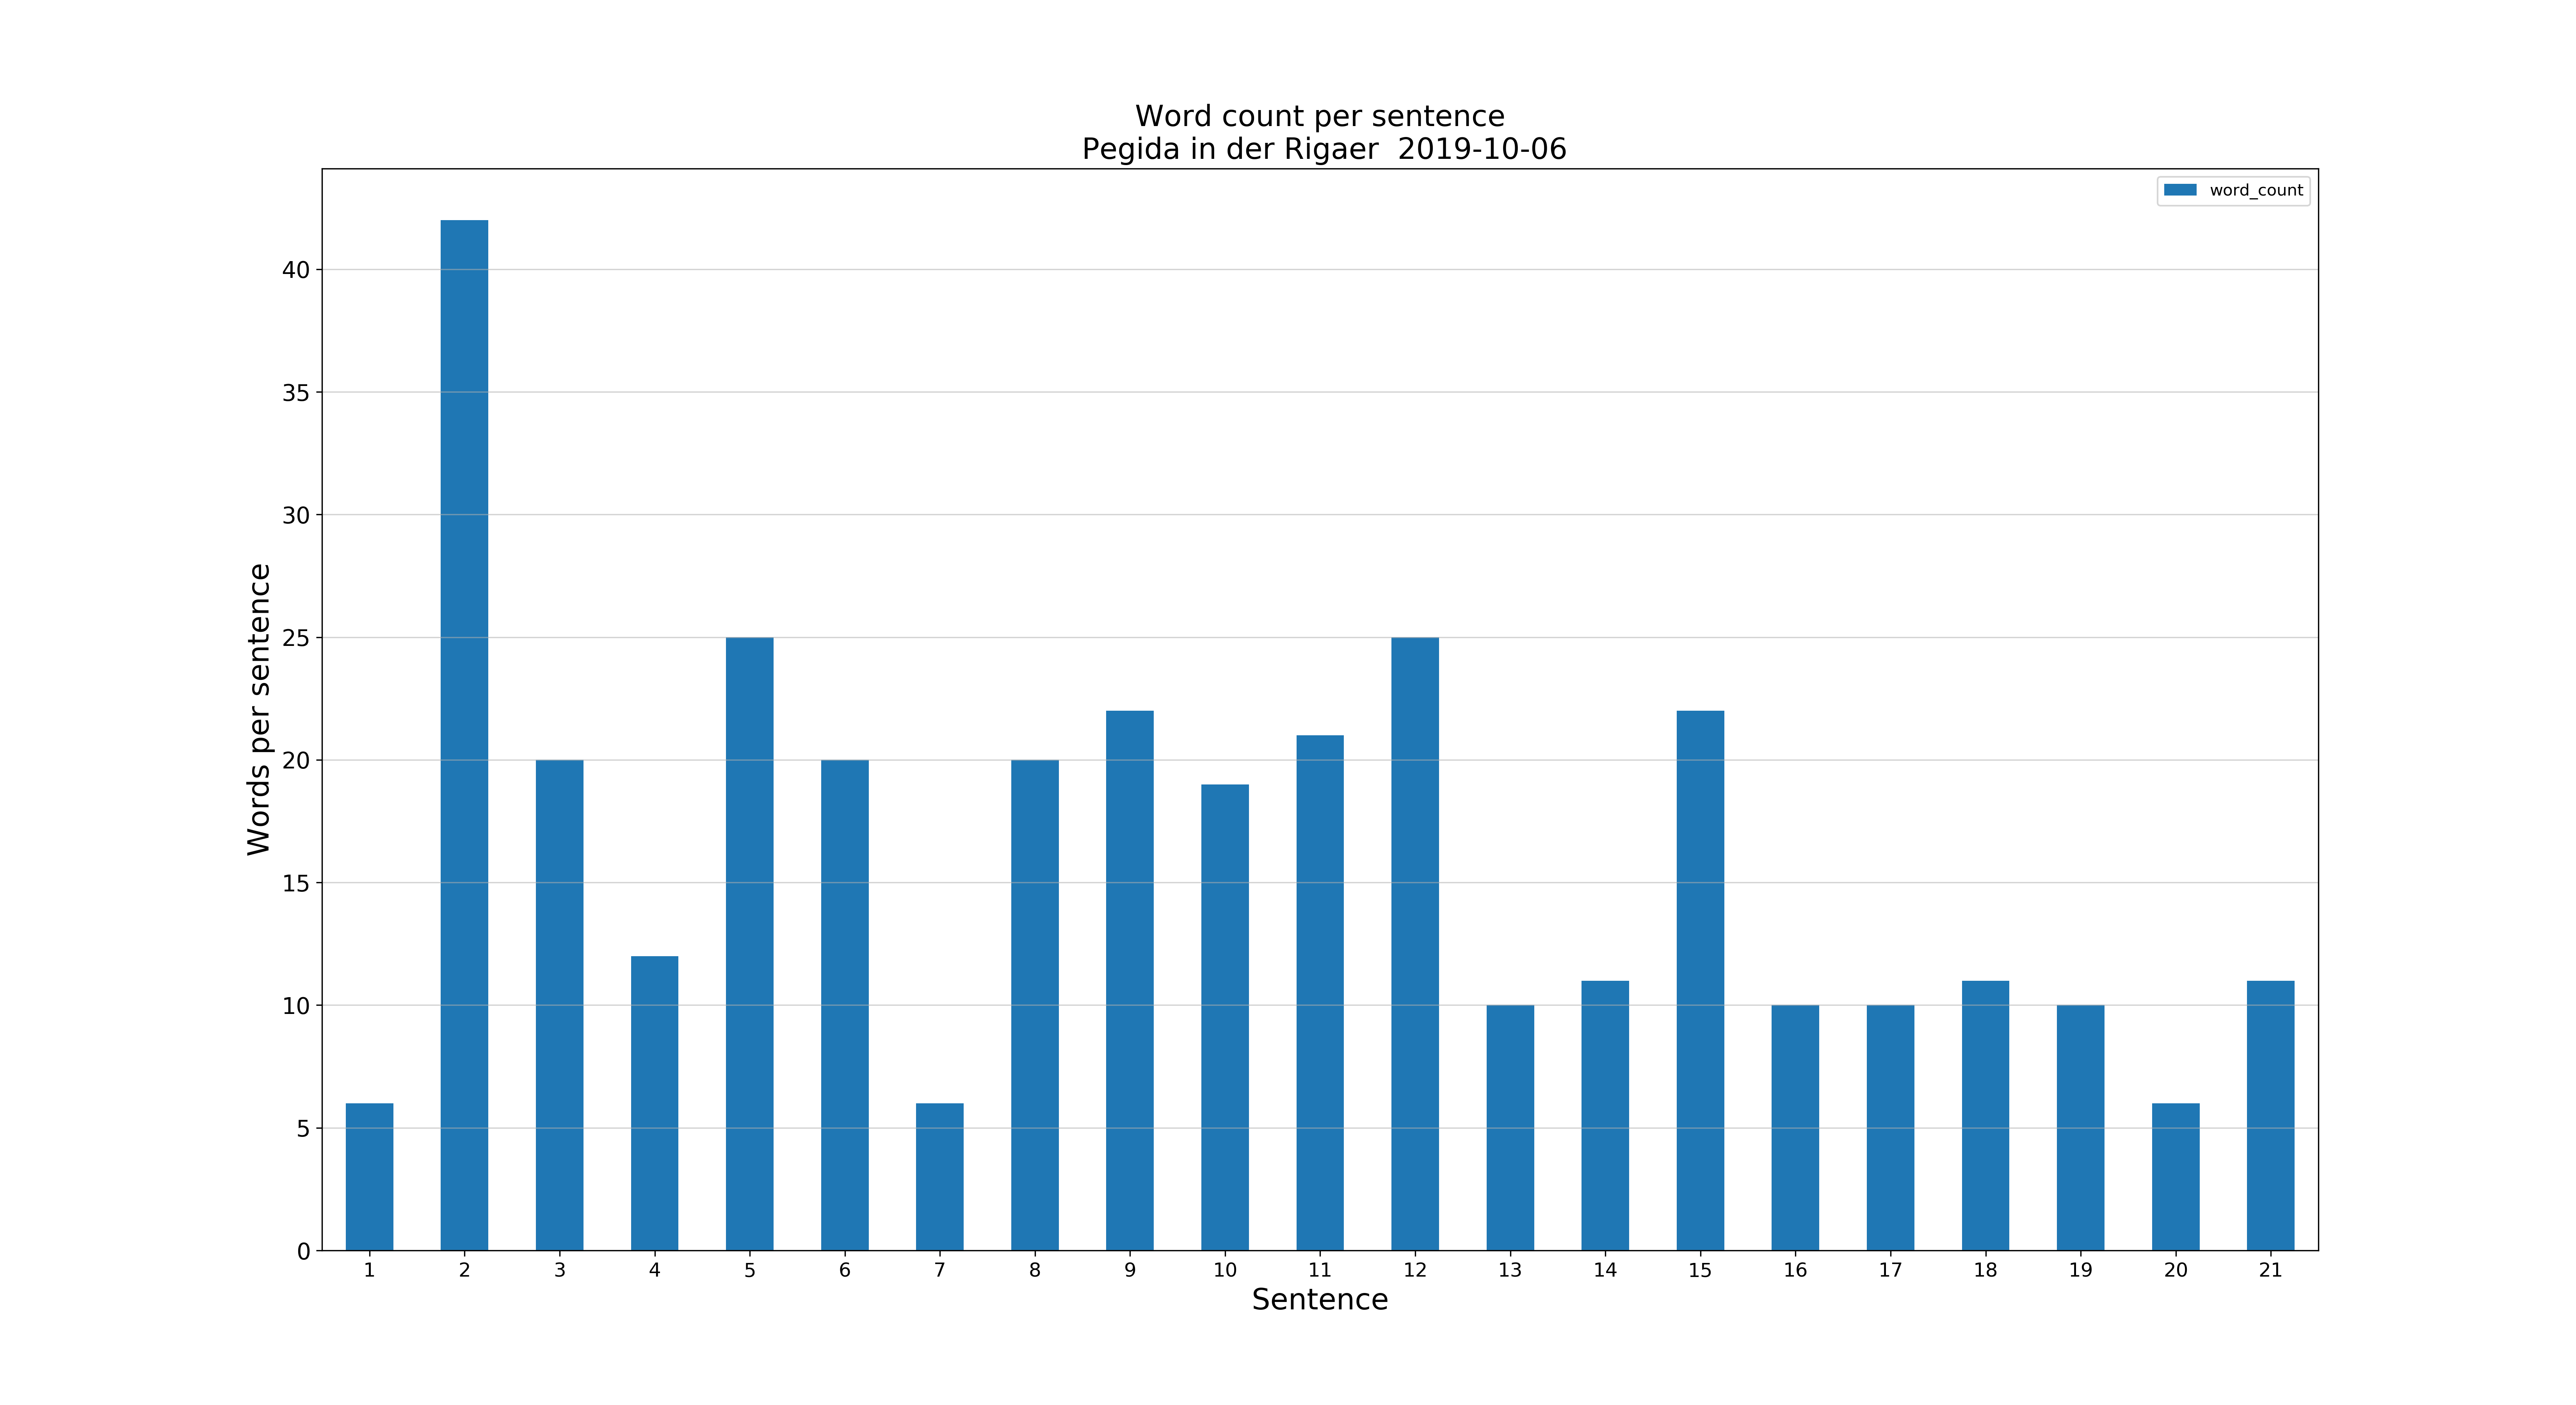 Word count per sentence
Pegida in der Rigaer  2019-10-06
word_count
40
35
30
25
20
15
10
5
0
Words per sentence
1 2 3 4 5 6 7 8 9 10 11 12 13 14 15 16 17 18 19 20 21
Sentence